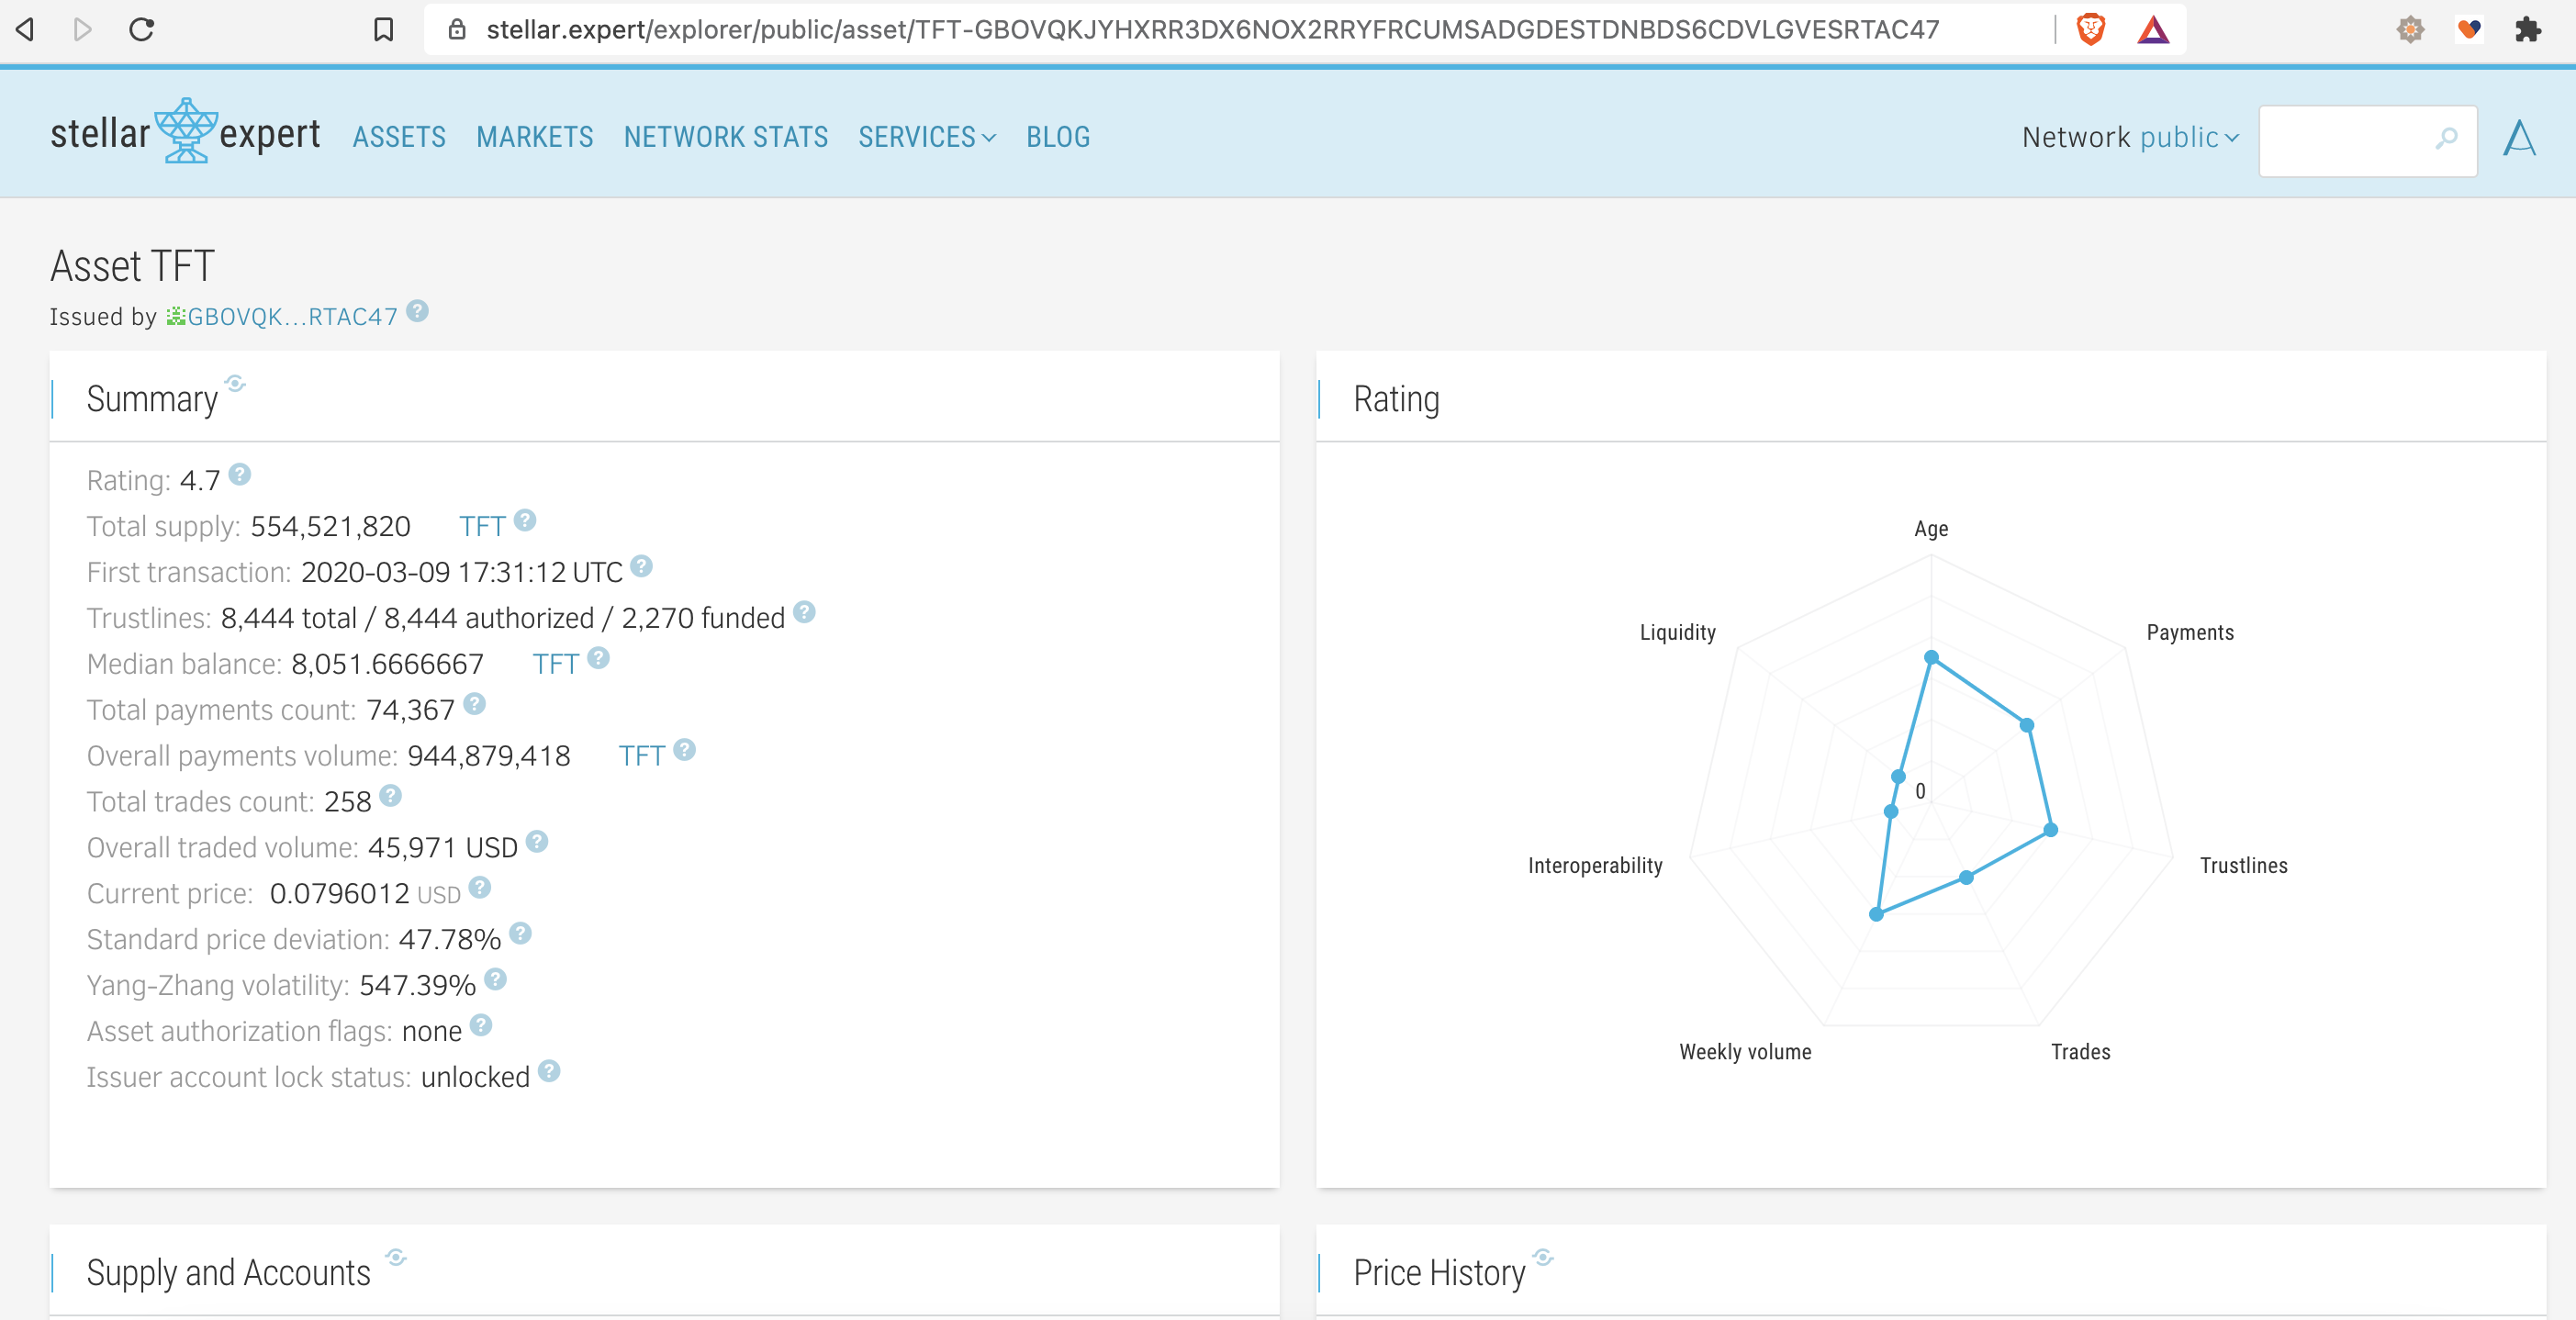 stellar.expert/explorer/public/asset/TFT-GBOVQKJYHXRR3DX6NOX2RRYFRCUMSADGDESTDNBDS6CDVLGVESRTAC47
stellar expert ASSETS MARKETS NETWORK STATS SERVICES BLOG Network public
Asset TFT
Issued by GBOVQK...RTAC47 ?
Summary
Rating: 4.7 ?
Total supply: 554,521,820 TFT ?
First transaction: 2020-03-09 17:31:12 UTC ?
Trustlines: 8,444 total / 8,444 authorized / 2,270 funded ?
Median balance: 8,051.6666667 TFT ?
Total payments count: 74,367 ?
Overall payments volume: 944,879,418 TFT ?
Total trades count: 258 ?
Overall traded volume: 45,971 USD ?
Current price: 0.0796012 USD ?
Standard price deviation: 47.78% ?
Yang-Zhang volatility: 547.39% ?
Asset authorization flags: none ?
Issuer account lock status: unlocked ?
Rating
Age
Liquidity
Payments
0
Interoperability
Trustlines
Weekly volume
Trades
Supply and Accounts
Price History